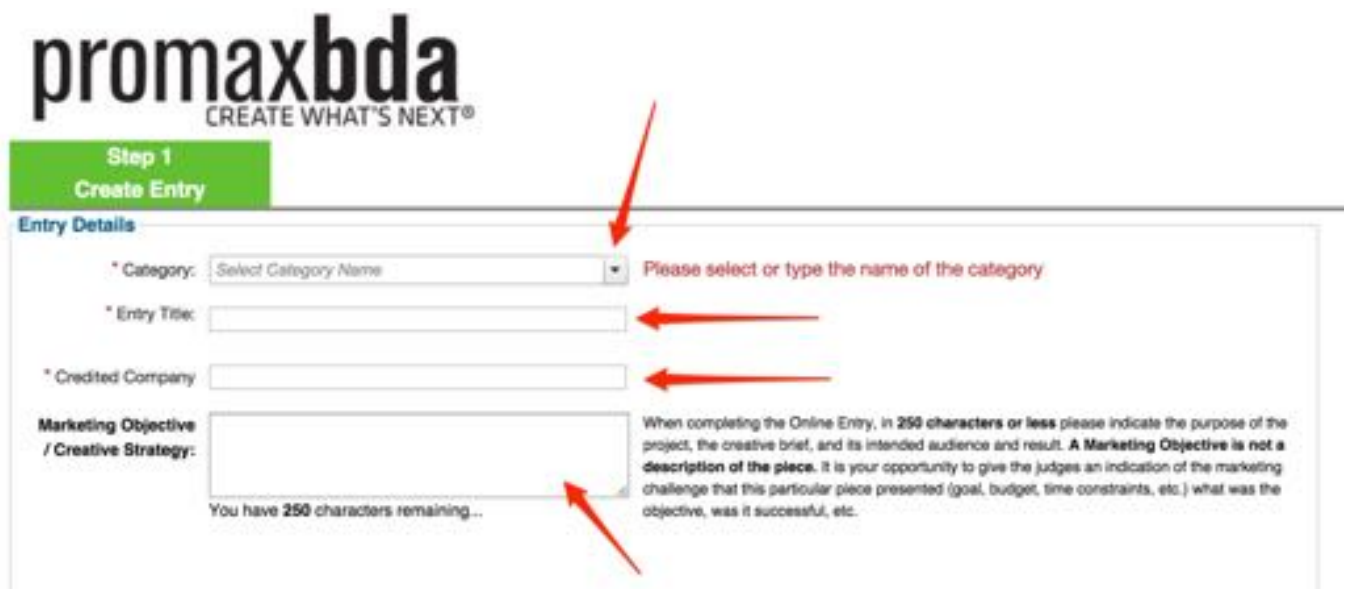 promaxbda
CREATE WHAT'S NEXT®
Step 1
Create Entry
Entry Details
* Category:
Select Category Name
Please select or type the name of the category
* Entry Title:
* Credited Company
Marketing Objective
/ Creative Strategy:
When completing the Online Entry, in 250 characters or less please indicate the purpose of the
project, the creative brief, and its intended audience and result. A Marketing Objective is not a
description of the piece. It is your opportunity to give the judges an indication of the marketing
challenge that this particular piece presented (goal, budget, time constraints, etc.) what was the
objective, was it successful, etc.
You have 250 characters remaining...